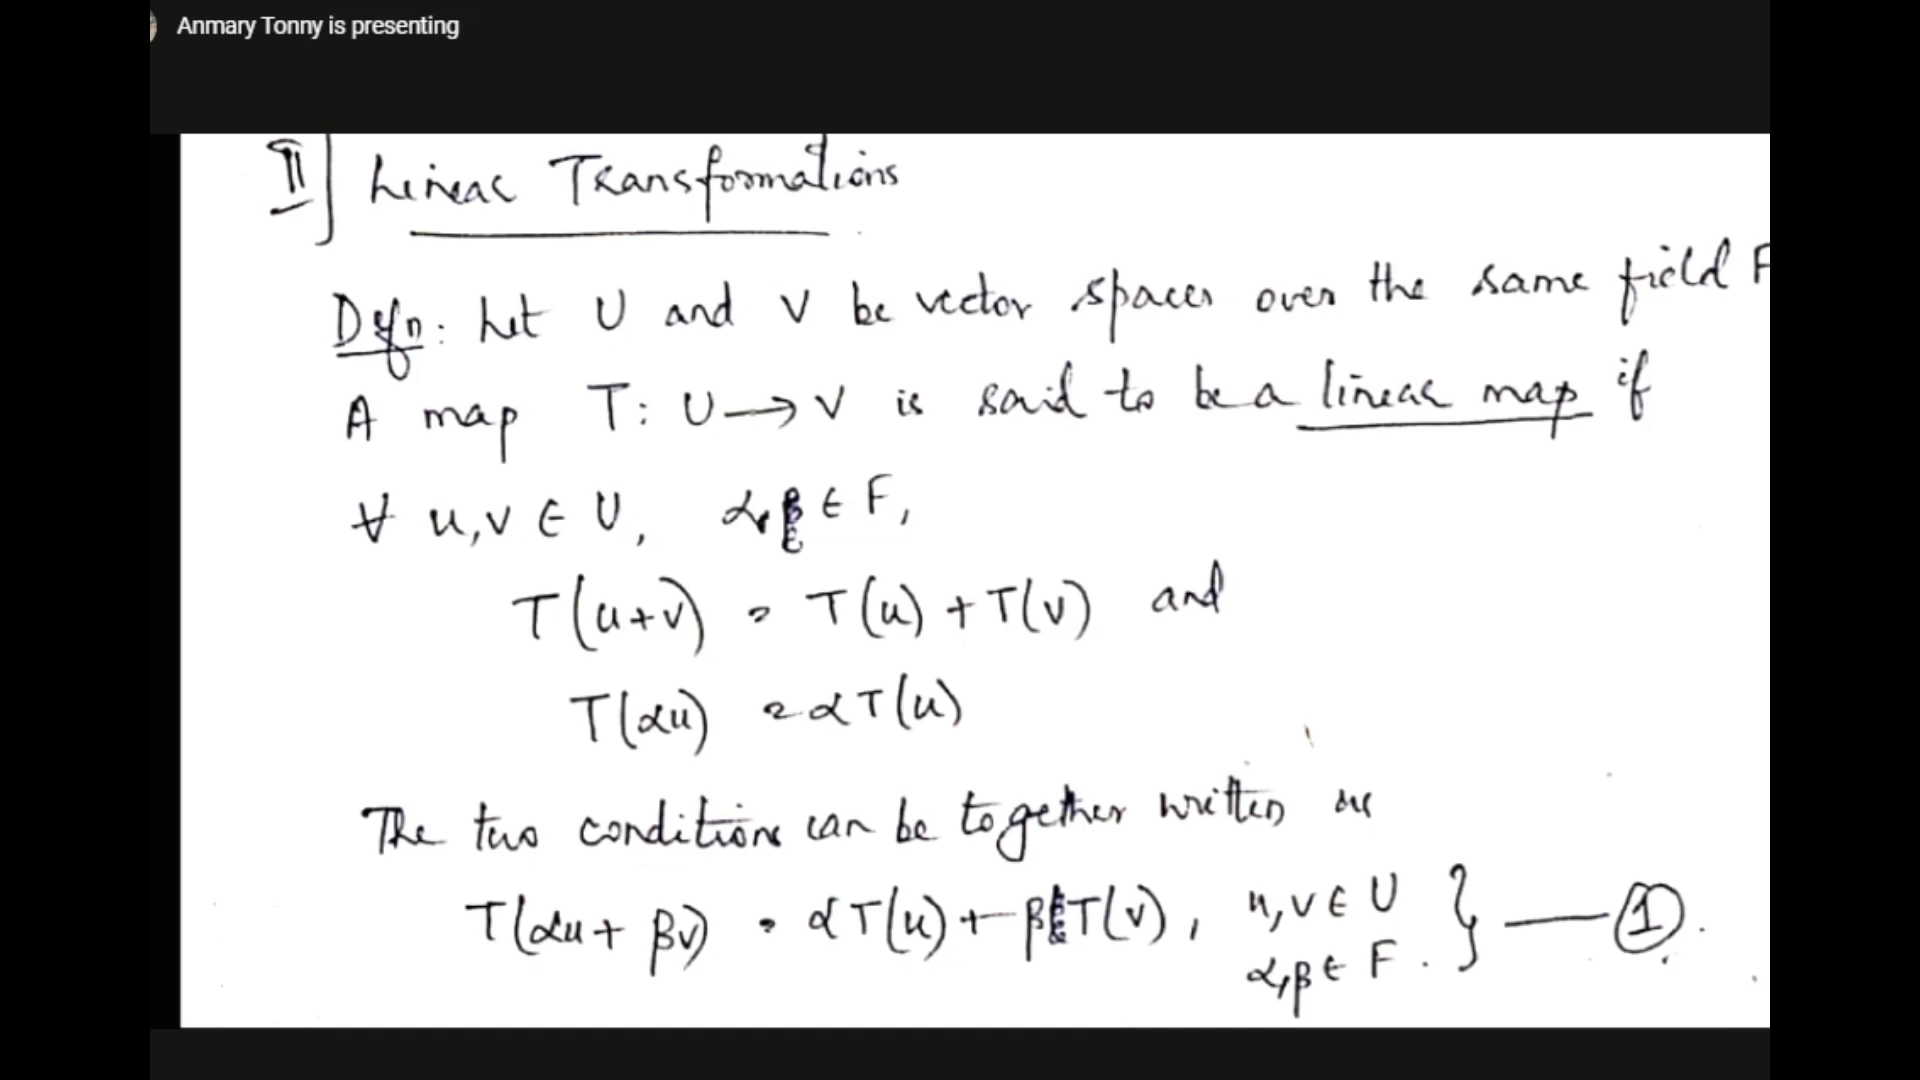 Anmary Tonny is presenting
II] Linear Transformations
Defn: Let U and V be vector spaces over the same field F
A map T: U → V is said to be a linear map if
∀ u, v ∈ U, α, β ∈ F,
T(u+v) = T(u) + T(v) and
T(αu) = αT(u)
The two conditions can be together written as
T(αu + βv) = αT(u) + βT(v), u, v ∈ U } — ①.
α, β ∈ F.